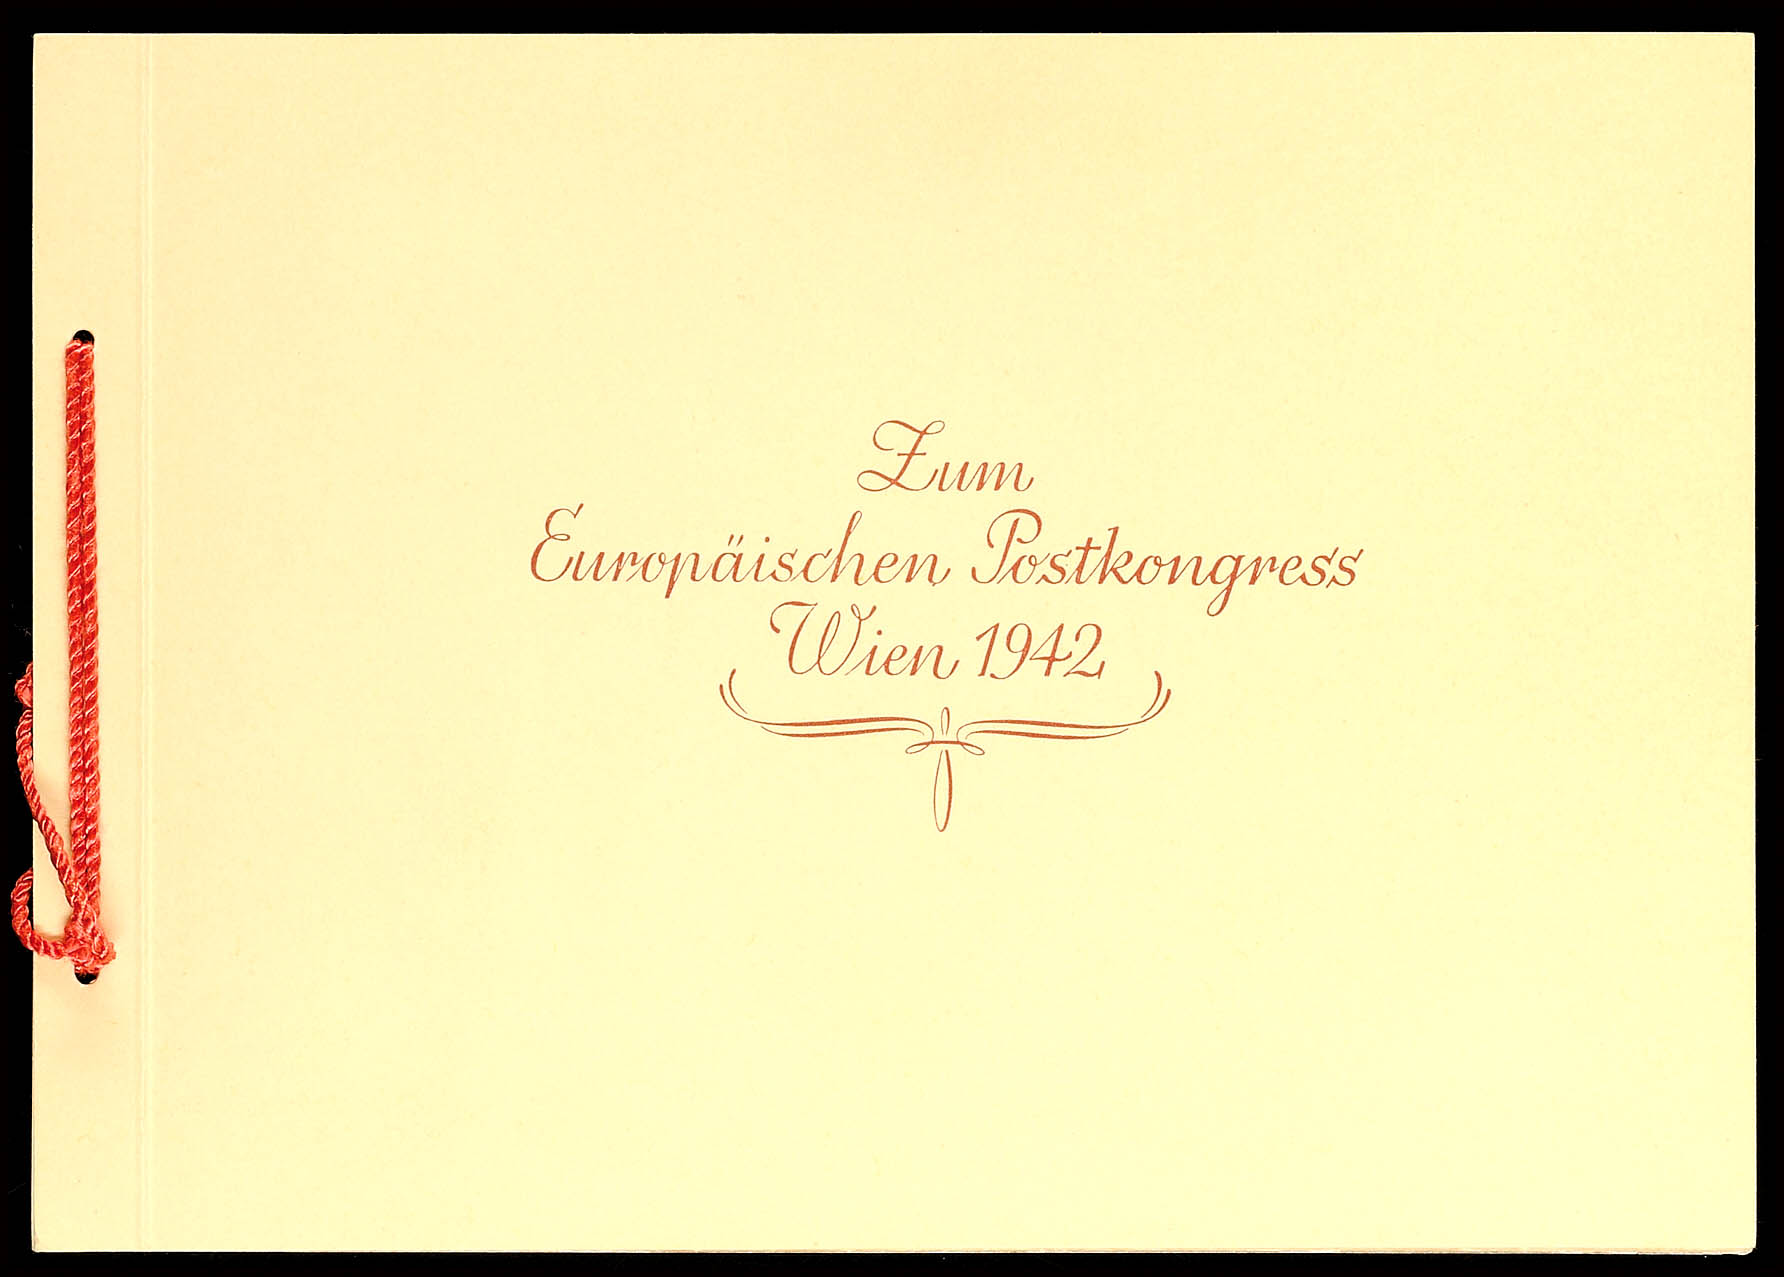 Zum
Europäischen Postkongress
Wien 1942